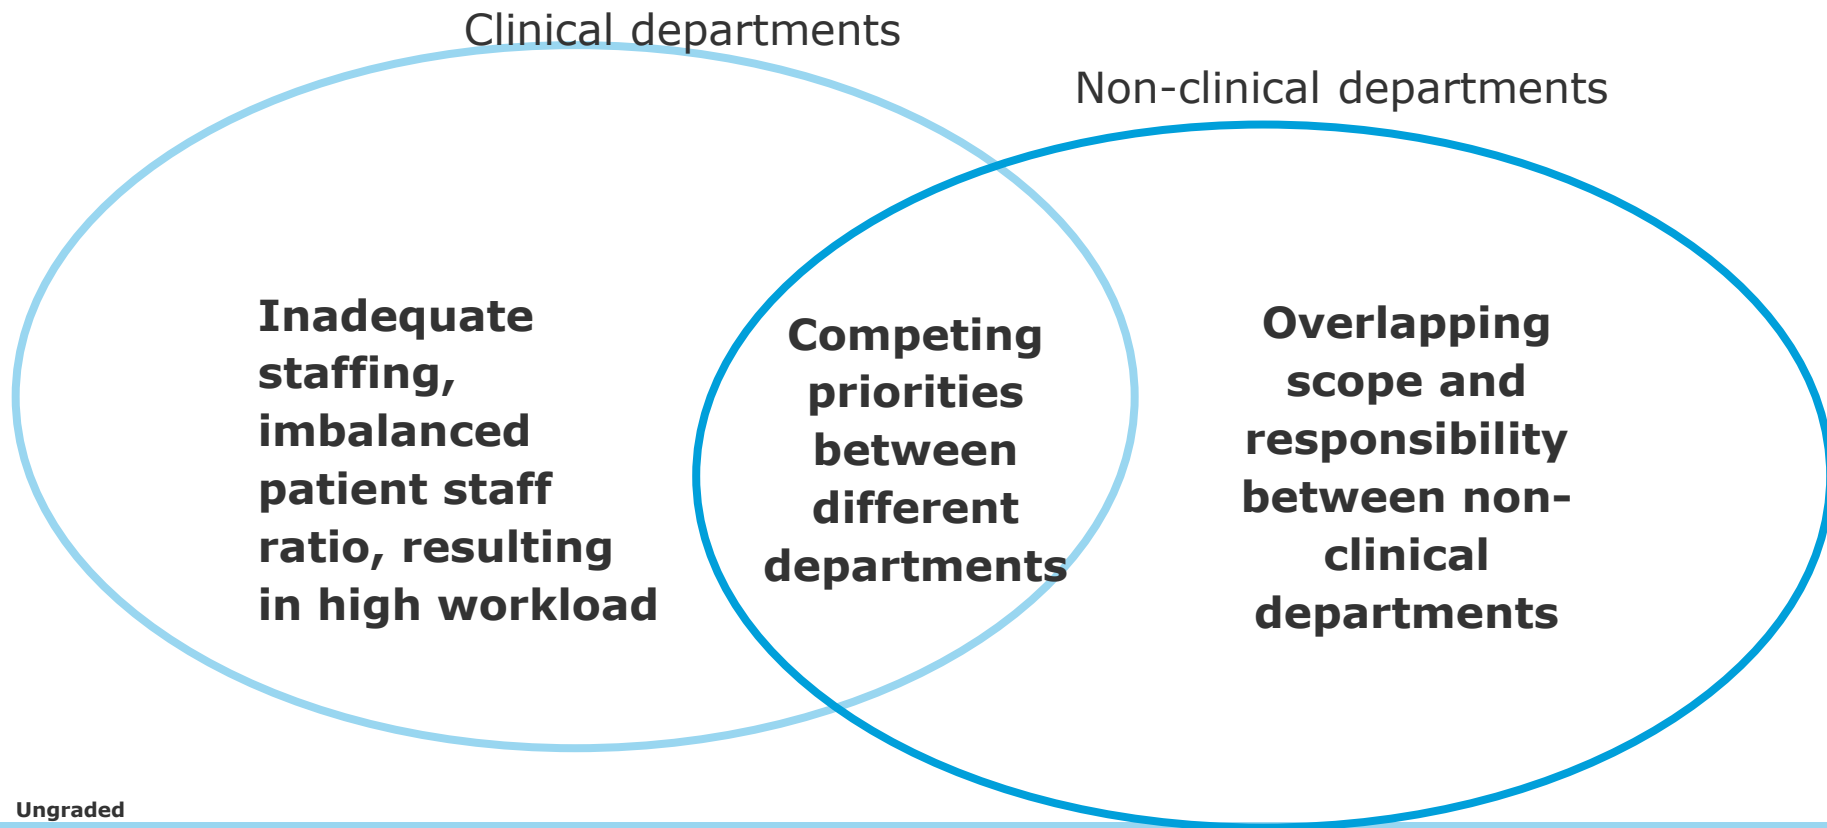 Clinical departments
Non-clinical departments
Inadequate
staffing,
imbalanced
patient staff
ratio, resulting
in high workload
Competing
priorities
between
different
departments
Overlapping
scope and
responsibility
between non-
clinical
departments
Ungraded